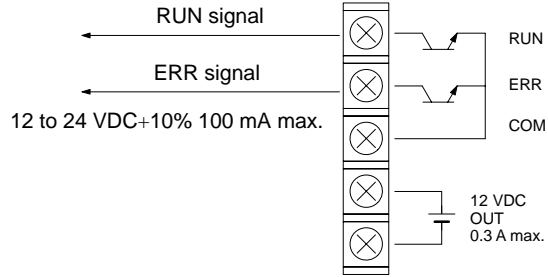 RUN signal
RUN
ERR signal
ERR
12 to 24 VDC+10% 100 mA max.
COM
12 VDC
OUT
0.3 A max.